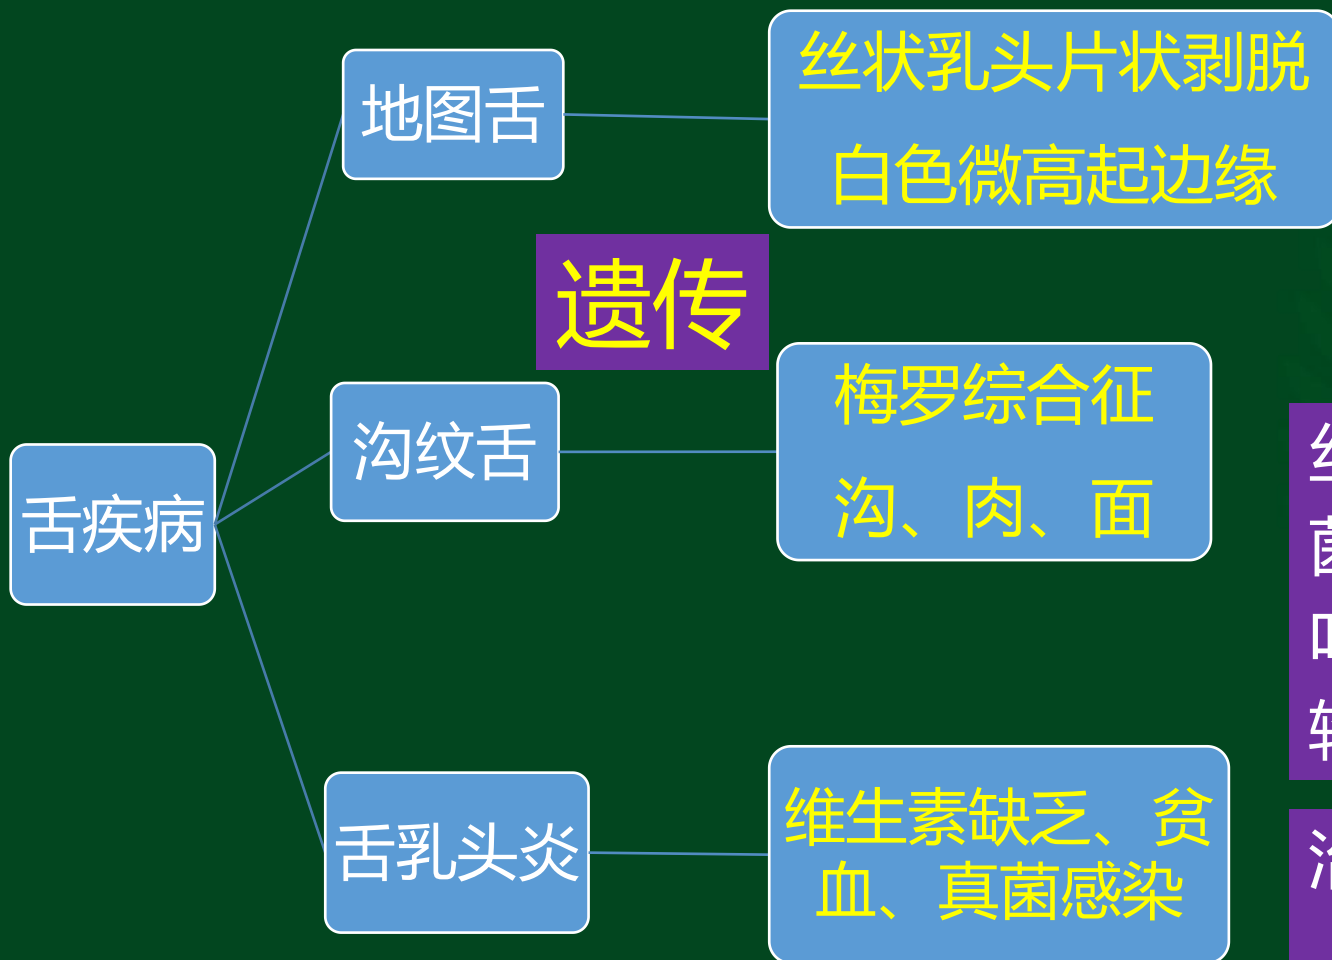 丝状乳头片状剥脱
白色微高起边缘
地图舌
遗传
梅罗综合征
沟、肉、面
沟纹舌
舌疾病
维生素缺乏、贫
血、真菌感染
舌乳头炎